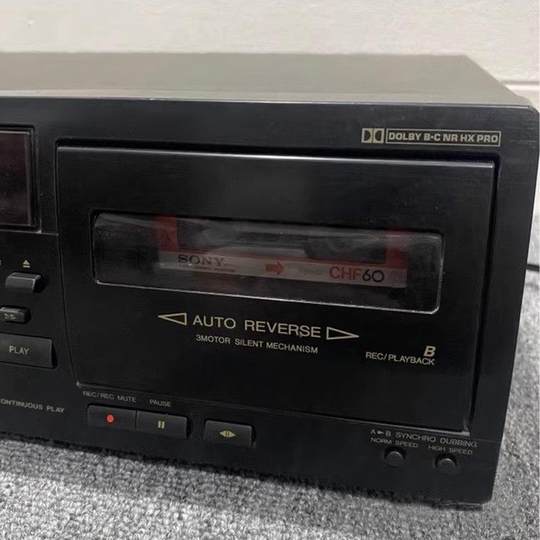 DOLBY B-C NR HX PRO
SONY
CHF60
AUTO REVERSE
3MOTOR SILENT MECHANISM
B
REC/PLAYBACK
PLAY
CONTINUOUS PLAY
REC/REC MUTE
PAUSE
A►B SYNCHRO DUBBING
NORM SPEED
HIGH SPEED